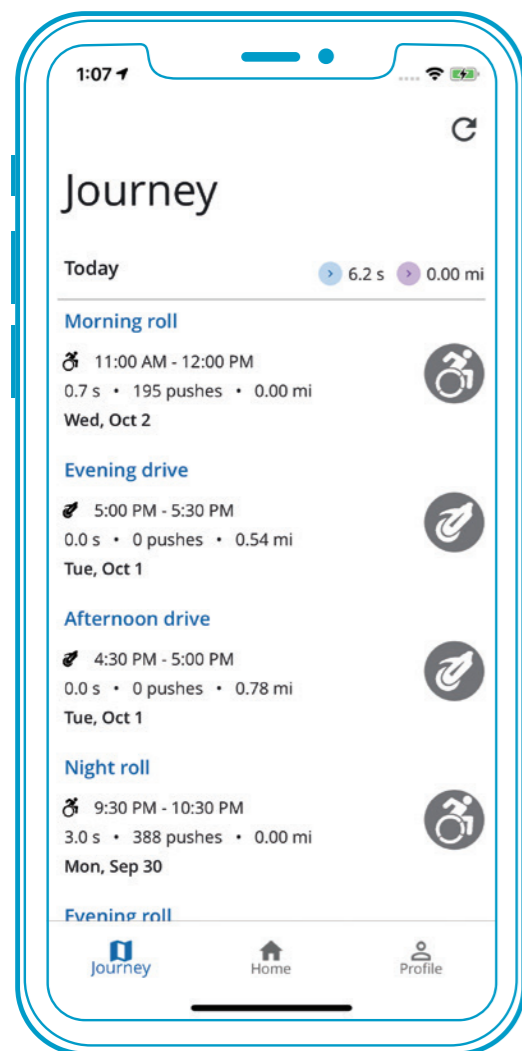 1:07
Journey
Today 6.2 s 0.00 mi
Morning roll
11:00 AM - 12:00 PM
0.7 s • 195 pushes • 0.00 mi
Wed, Oct 2
Evening drive
5:00 PM - 5:30 PM
0.0 s • 0 pushes • 0.54 mi
Tue, Oct 1
Afternoon drive
4:30 PM - 5:00 PM
0.0 s • 0 pushes • 0.78 mi
Tue, Oct 1
Night roll
9:30 PM - 10:30 PM
3.0 s • 388 pushes • 0.00 mi
Mon, Sep 30
Evening roll
Journey Home Profile